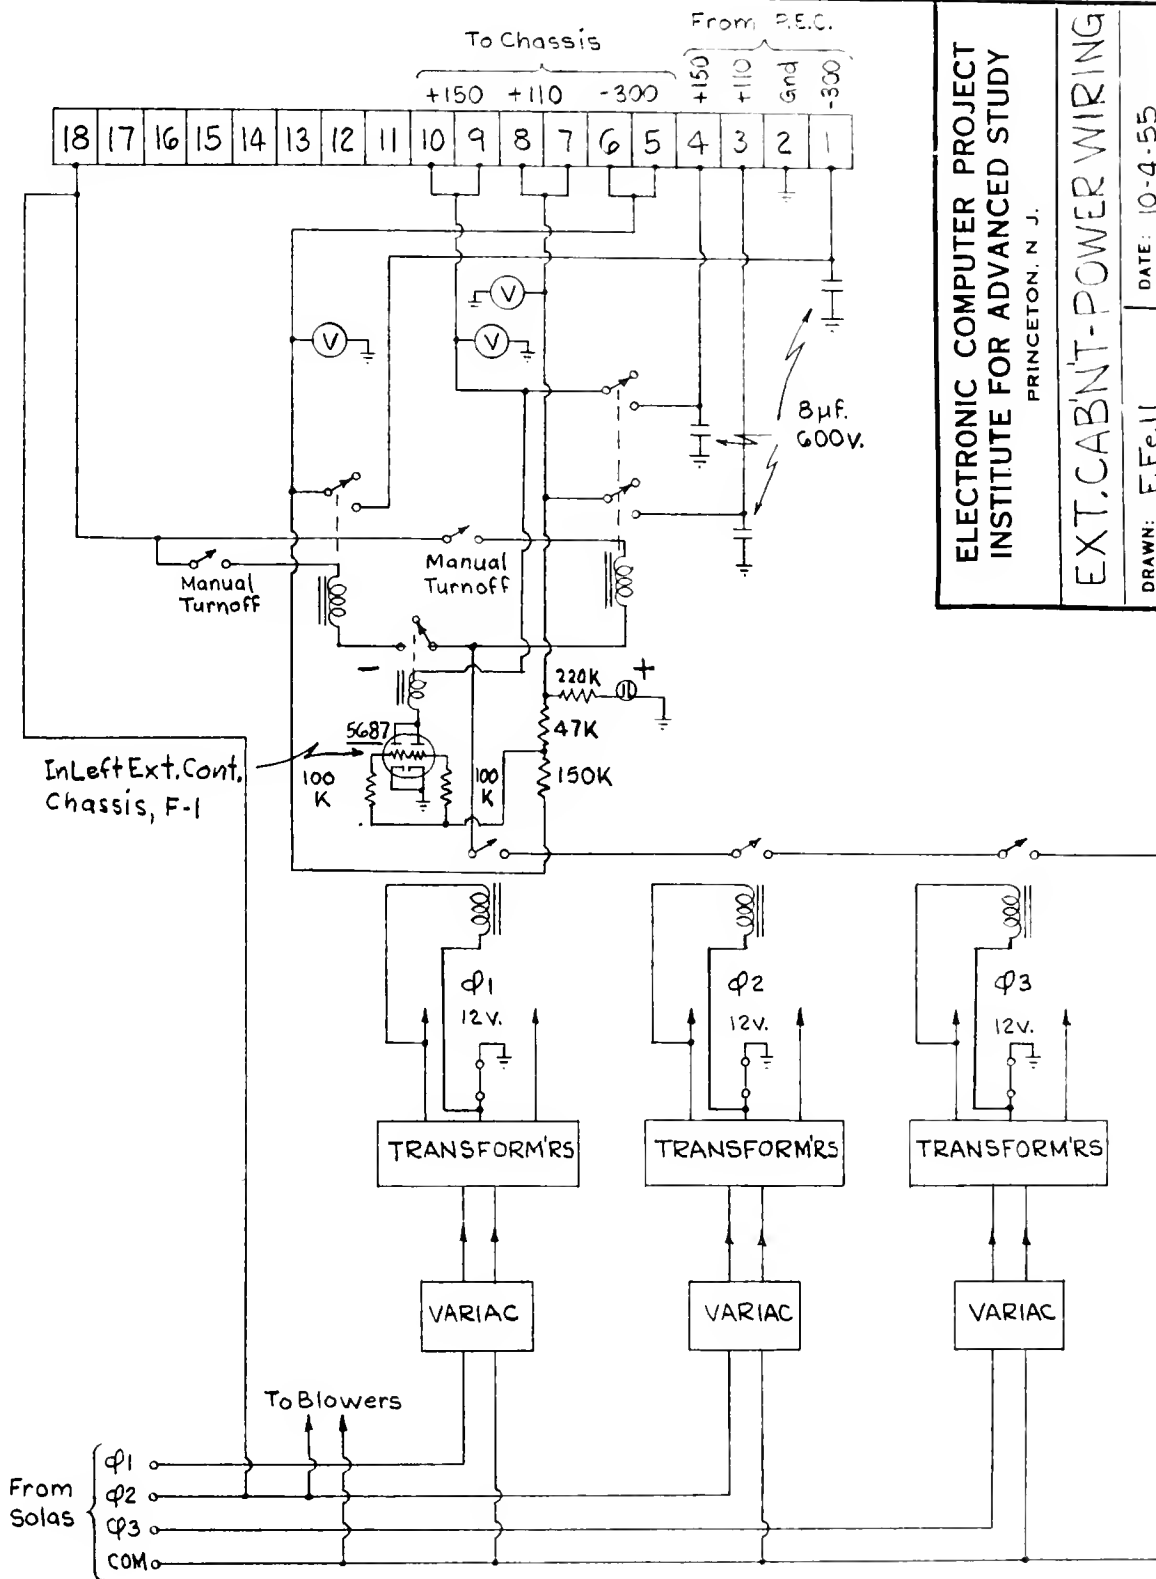 From P.E.C.
To Chassis
+150 +110 -300
+150
+110
Gnd
-300
18 17 16 15 14 13 12 11 10 9 8 7 6 5 4 3 2 1
V
V
V
8µf.
600V.
Manual
Turnoff
Manual
Turnoff
-
220K
+
47K
5687
150K
100
K
100
K
In Left Ext. Cont.
Chassis, F-1
φ1
12V.
φ2
12V.
φ3
12V.
TRANSFORM'RS
TRANSFORM'RS
TRANSFORM'RS
VARIAC
VARIAC
VARIAC
To Blowers
From
Solas
φ1
φ2
φ3
COM
ELECTRONIC COMPUTER PROJECT
INSTITUTE FOR ADVANCED STUDY
PRINCETON, N J.
EXT. CAB'N'T-POWER WIRING
DRAWN: F. Fell
DATE: 10-4-55